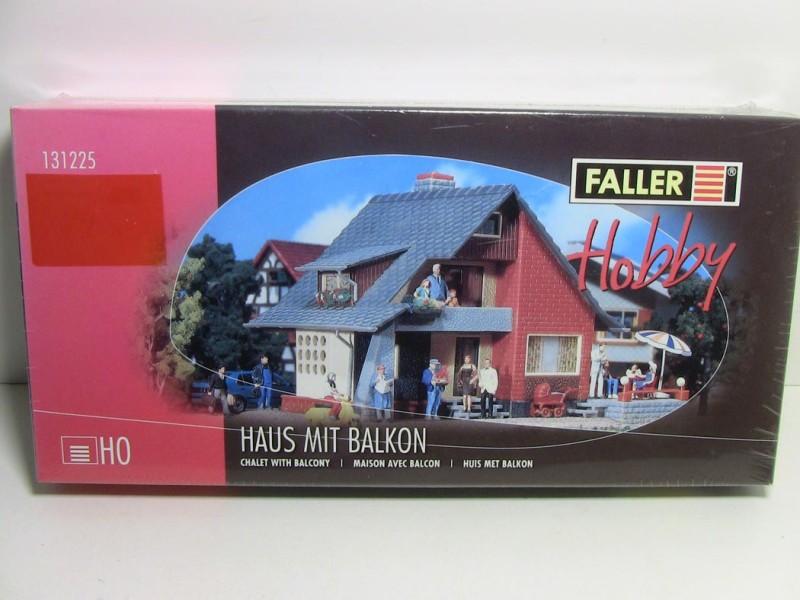 131225
FALLER ®
Hobby
HAUS MIT BALKON
CHALET WITH BALCONY | MAISON AVEC BALCON | HUIS MET BALKON
HO